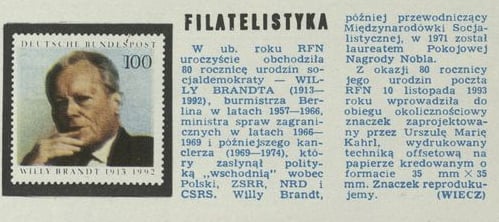 DEUTSCHE BUNDESPOST
100
WILLY BRANDT 1913-1992
FILATELISTYKA
W ub. roku RFN
uroczyście obchodziła
80 rocznicę urodzin so-
cjaldemokraty — WIL-
LY BRANDTA (1913—
1992), burmistrza Ber-
lina w latach 1957—1966,
ministra spraw zagrani-
cznych w latach 1966—
1969 i późniejszego kan-
clerza (1969—1974), któ-
ry zasłynął polity-
ką „wschodnią” wobec
Polski, ZSRR, NRD i
CSRS. Willy Brandt,
później przewodniczący
Międzynarodówki Socja-
listycznej, w 1971 został
laureatem Pokojowej
Nagrody Nobla.
Z okazji 80 rocznicy
jego urodzin poczta
RFN 10 listopada 1993
roku wprowadziła do
obiegu okolicznościowy
znaczek zaprojektowa-
ny przez Urszulę Marię
Kahrl, wydrukowany
techniką offsetową na
papierze kredowanym o
formacie 35 mm × 35
mm. Znaczek reproduku-
jemy. (WIECZ)